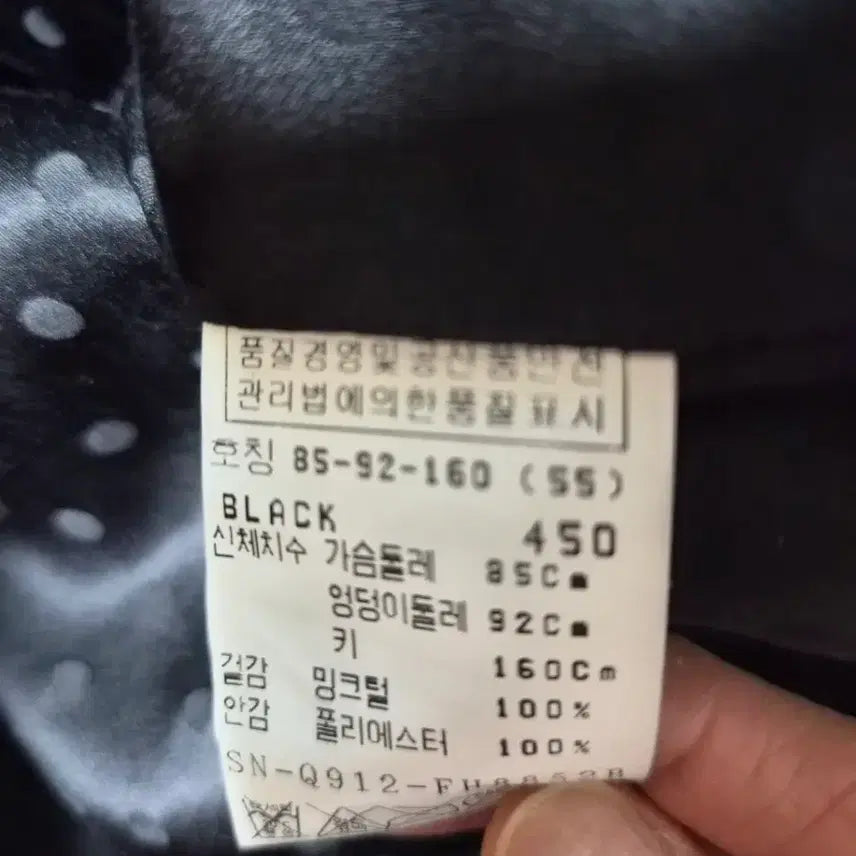 품질경영및공산품안전
관리법에의한품질표시
호칭 85-92-160 (55)
BLACK 450
신체치수 가슴둘레 85Cm
엉덩이둘레 92Cm
키 160Cm
겉감 밍크털 100%
안감 폴리에스터 100%